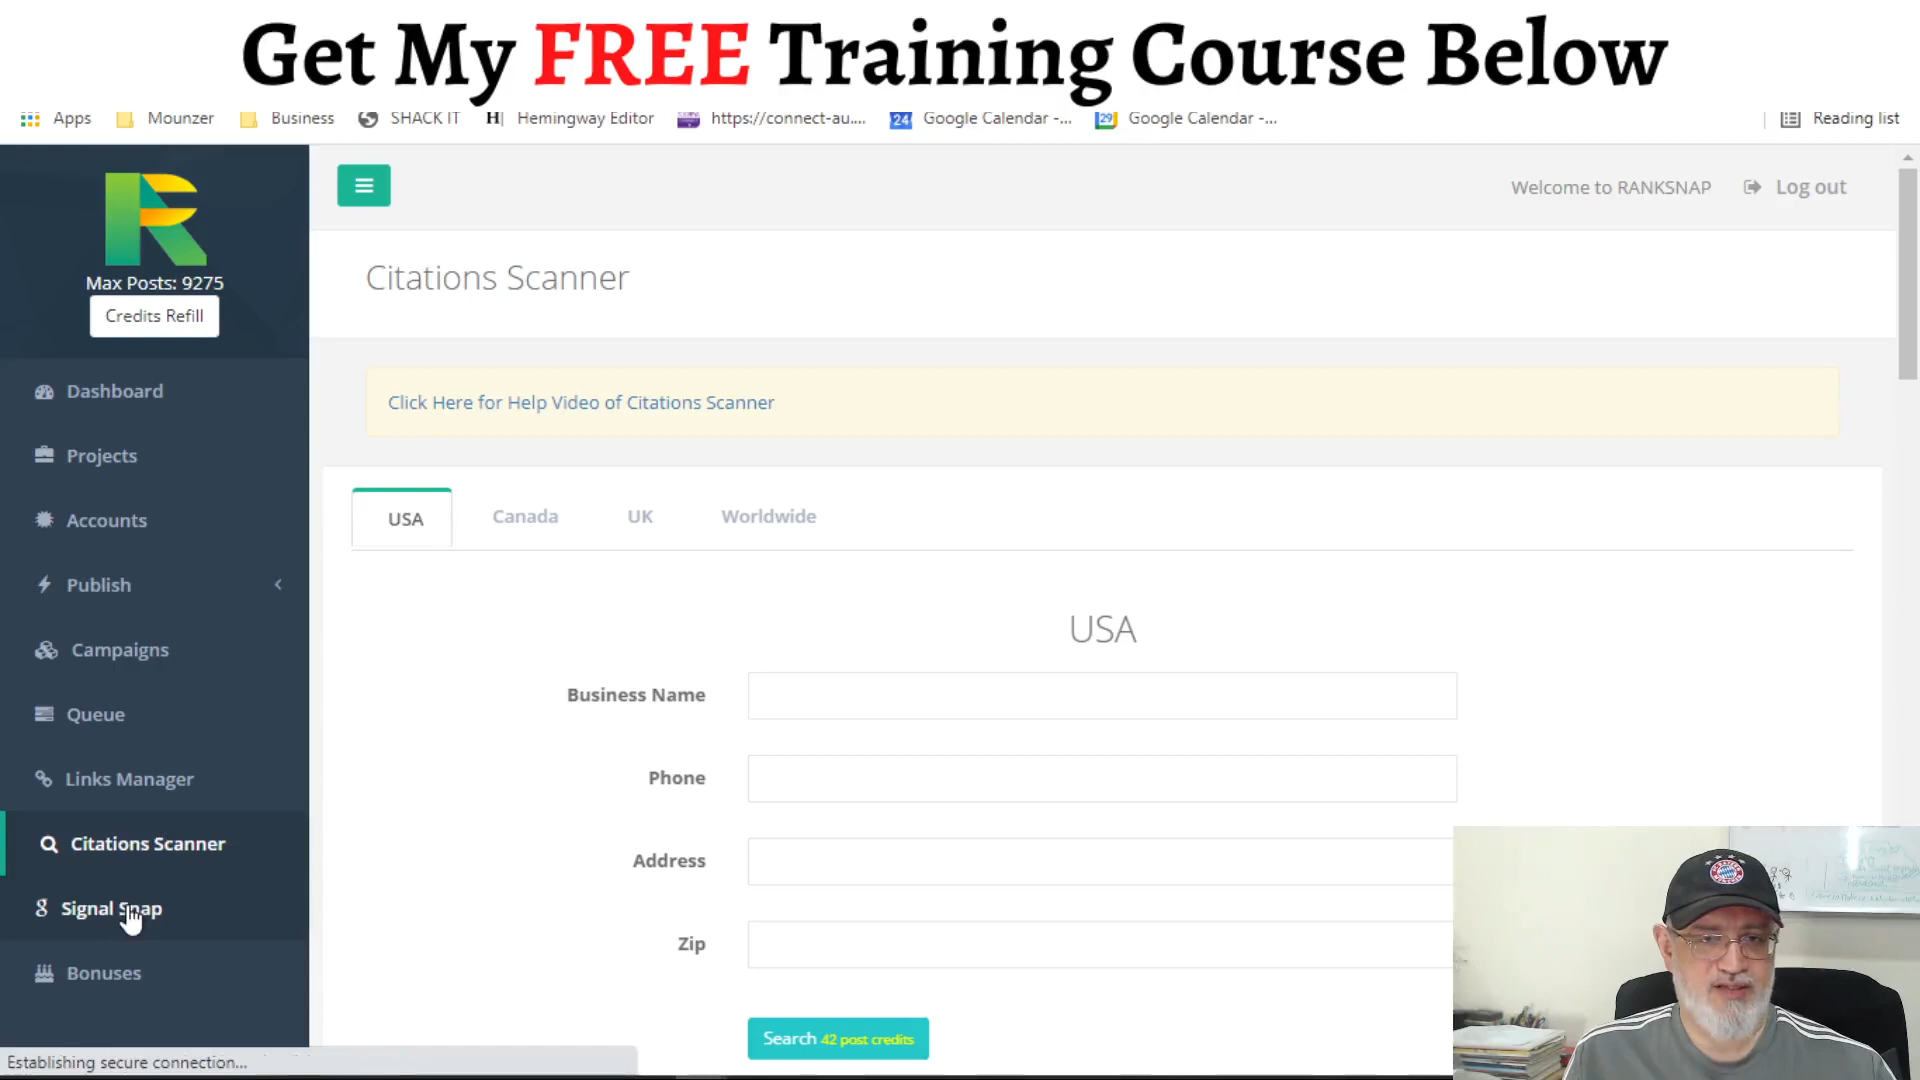 Get My FREE Training Course Below
Apps Mounzer Business SHACK IT H| Hemingway Editor https://connect-au.... 24 Google Calendar -... 29 Google Calendar -... Reading list
Max Posts: 9275
Credits Refill
Dashboard
Projects
Accounts
Publish
Campaigns
Queue
Links Manager
Citations Scanner
Signal Snap
Bonuses
Establishing secure connection...
Welcome to RANKSNAP Log out
Citations Scanner
Click Here for Help Video of Citations Scanner
USA Canada UK Worldwide
USA
Business Name
Phone
Address
Zip
Search 42 post credits